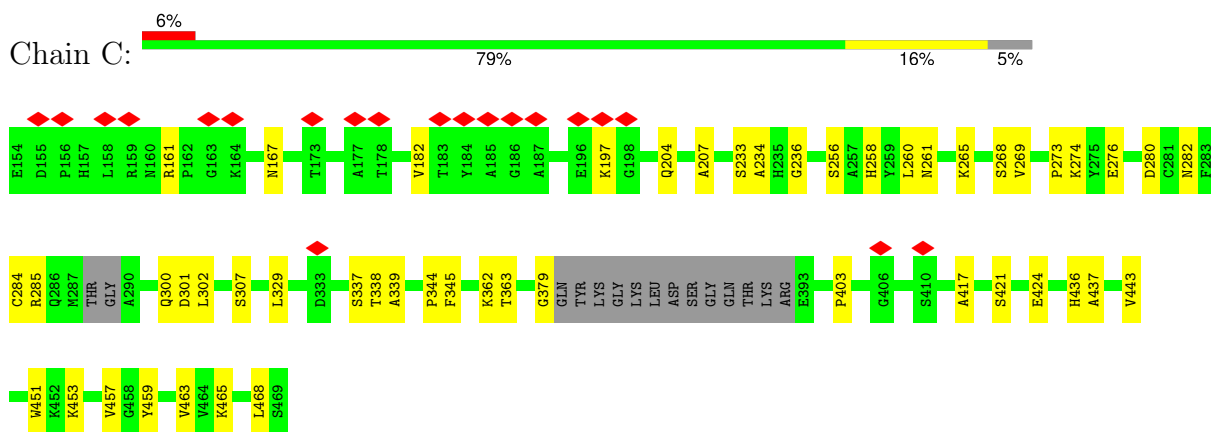 6%
Chain C:
79% 16% 5%
E154 D155 P156 H157 L158 R159 N160 R161 P162 G163 K164 N167 T173 A177 T178 V182 T183 Y184 A185 G186 A187 E196 K197 G198 Q204 A207 S233 A234 H235 G236 S256 A257 H258 Y259 L260 N261 K265 S268 V269 P273 K274 Y275 E276 D280 C281 N282 F283
C284 R285 Q286 M287 THR GLY A290 Q300 D301 L302 S307 L329 D333 S337 T338 A339 P344 F345 K362 T363 G379 GLN TYR LYS GLY LYS LEU ASP SER GLY GLN THR LYS ARG E393 P403 G406 S410 A417 S421 E424 H436 A437 V443
W451 K452 K453 V457 G458 Y459 V463 V464 K465 L468 S469